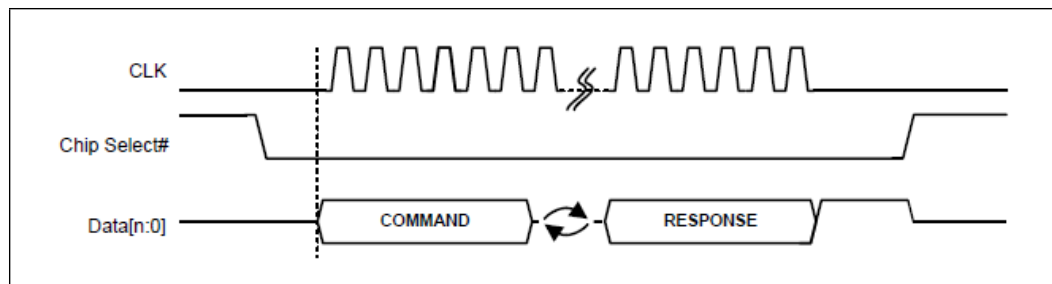 CLK
Chip Select#
Data[n:0]
COMMAND
RESPONSE